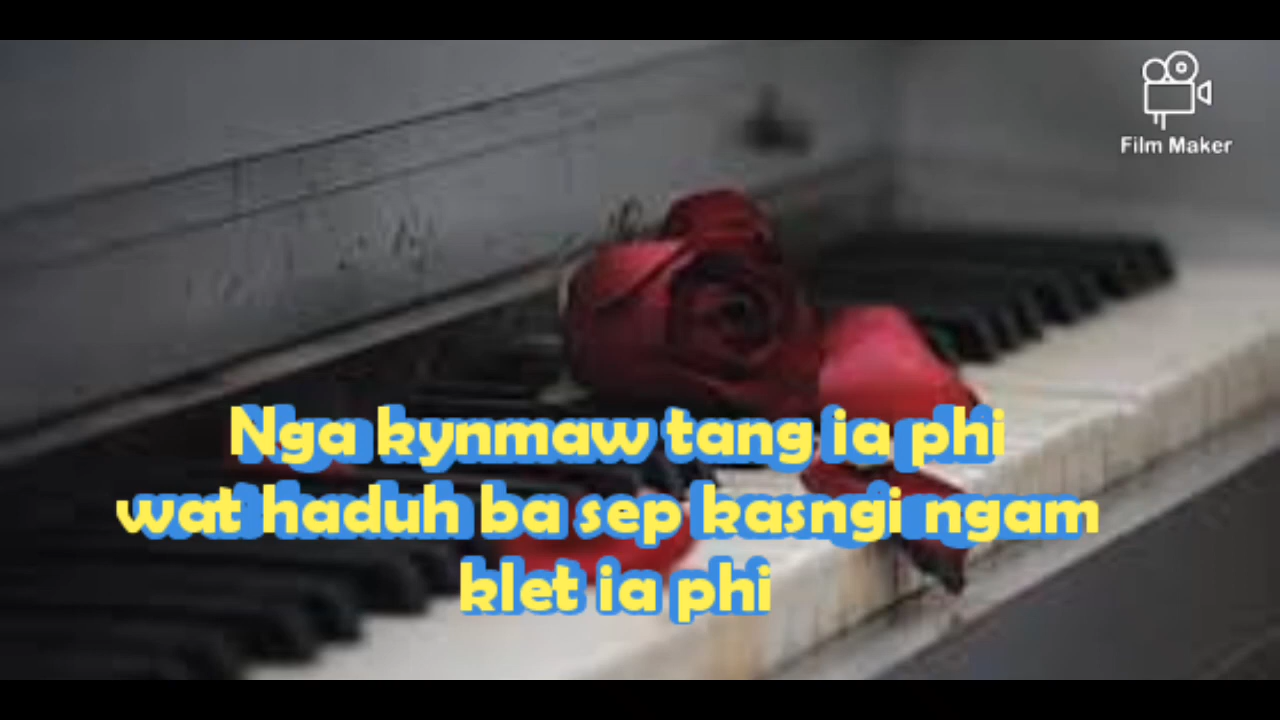 Film Maker
Nga kynmaw tang ia phi
wat haduh ba sep kasngi ngam
klet ia phi